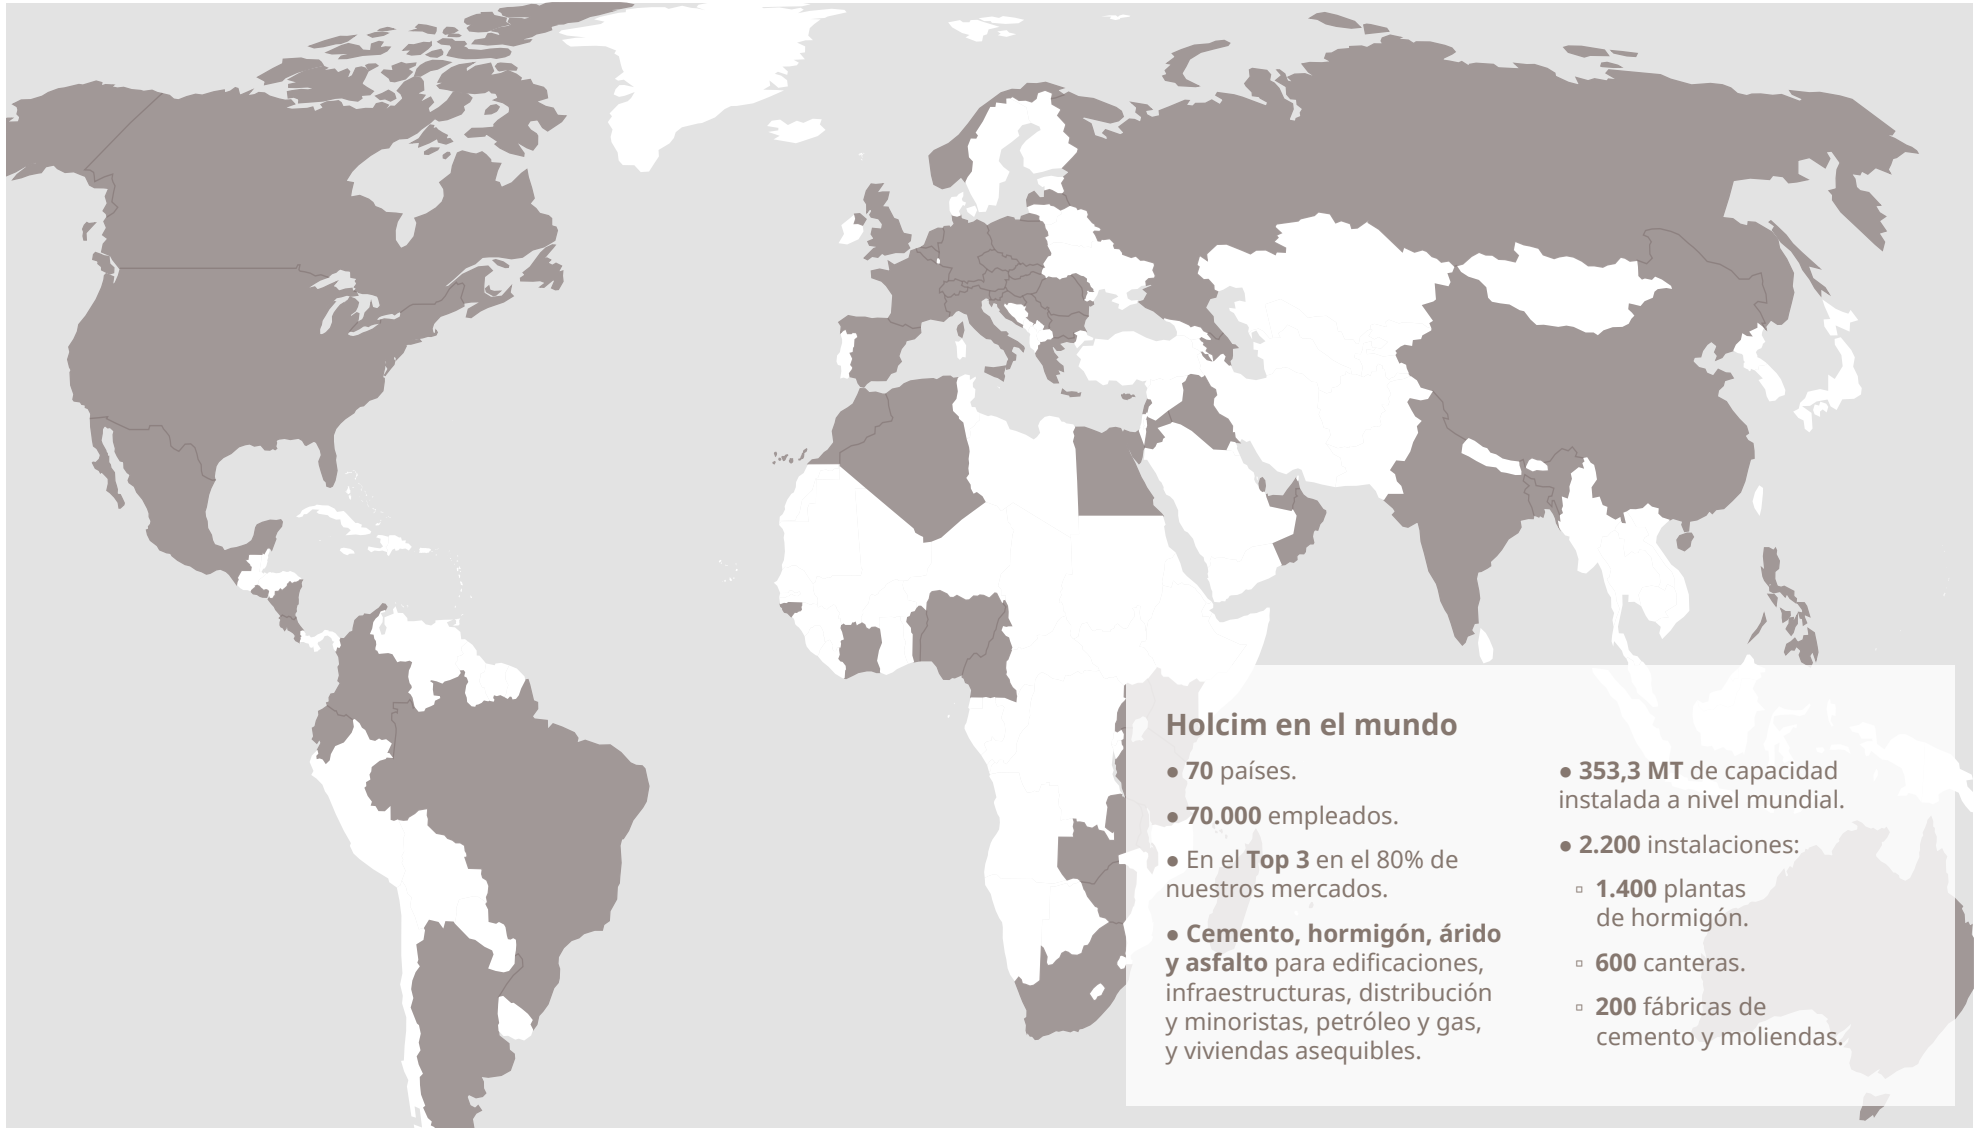 Holcim en el mundo
● 70 países.
● 70.000 empleados.
● En el Top 3 en el 80% de
nuestros mercados.
● Cemento, hormigón, árido
y asfalto para edificaciones,
infraestructuras, distribución
y minoristas, petróleo y gas,
y viviendas asequibles.
● 353,3 MT de capacidad
instalada a nivel mundial.
● 2.200 instalaciones:
▫ 1.400 plantas
de hormigón.
▫ 600 canteras.
▫ 200 fábricas de
cemento y moliendas.